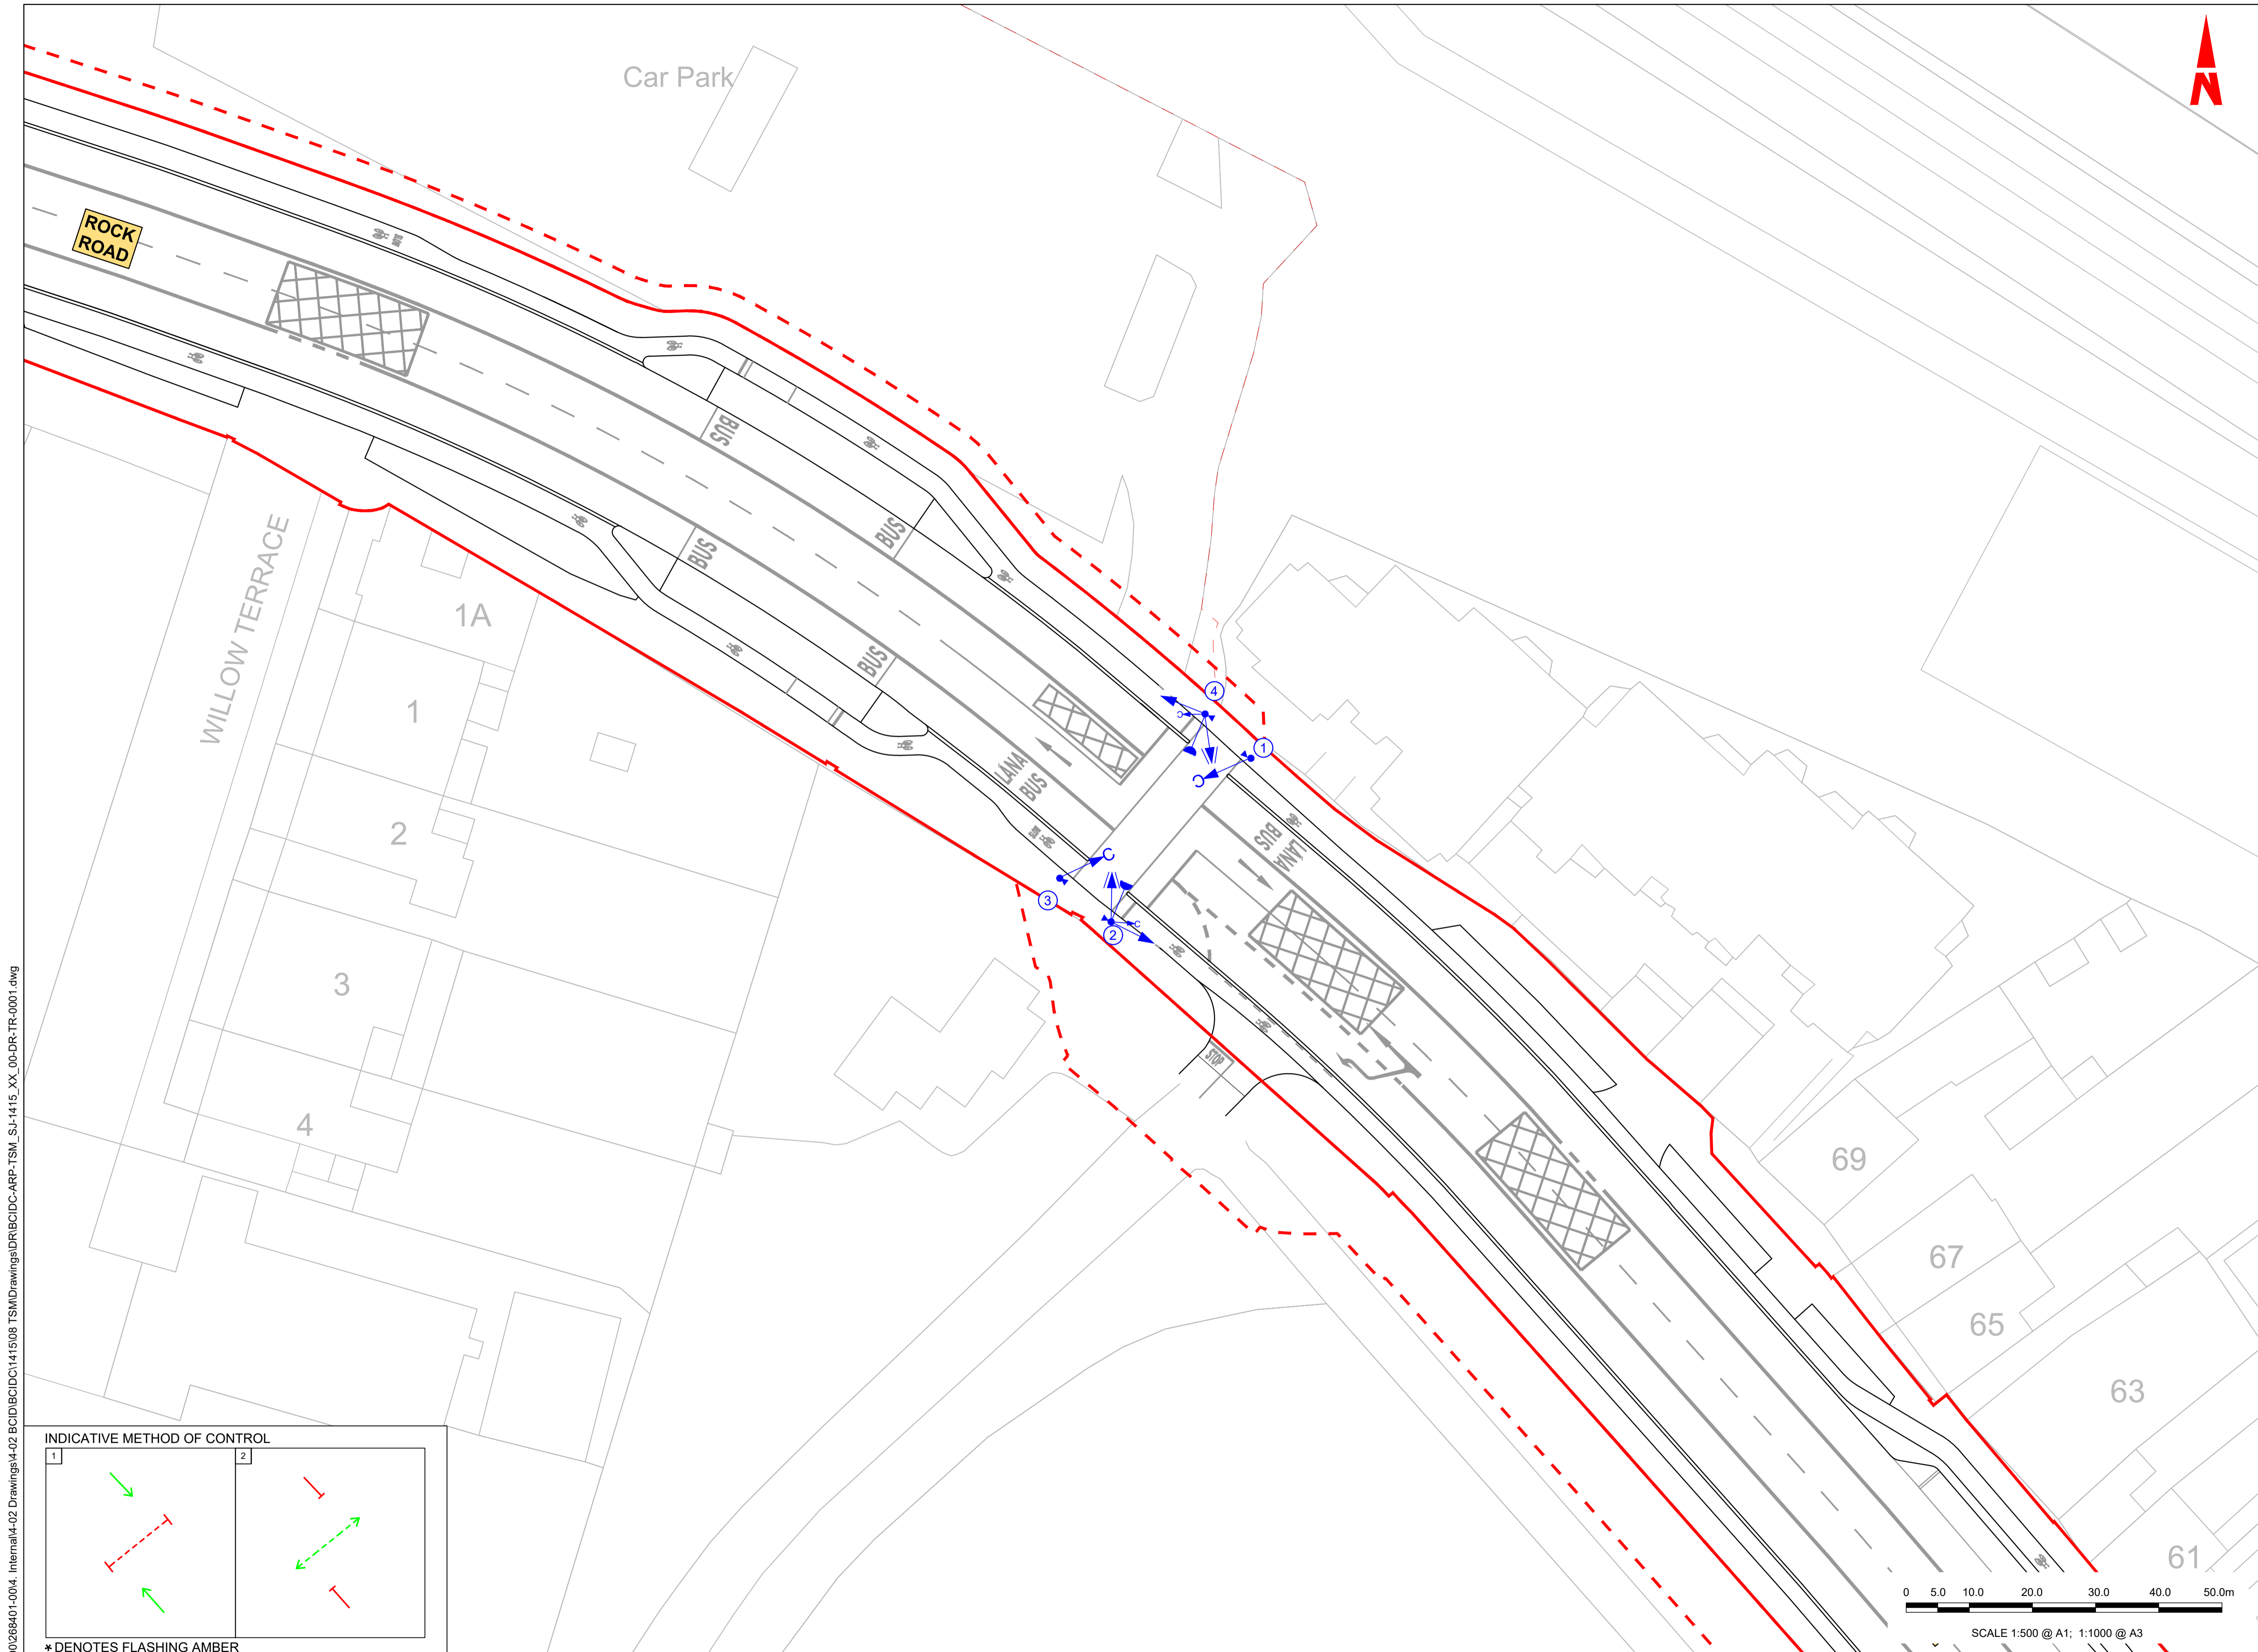 N
Car Park
ROCK
ROAD
BUS
BUS
BUS
BUS
WILLOW TERRACE
1A
1
2
3
4
LÁNA
BUS
LÁNA
BUS
4
1
3
2
STOP
69
67
65
63
61
INDICATIVE METHOD OF CONTROL
1
2
* DENOTES FLASHING AMBER
0 5.0 10.0 20.0 30.0 40.0 50.0m
SCALE 1:500 @ A1; 1:1000 @ A3